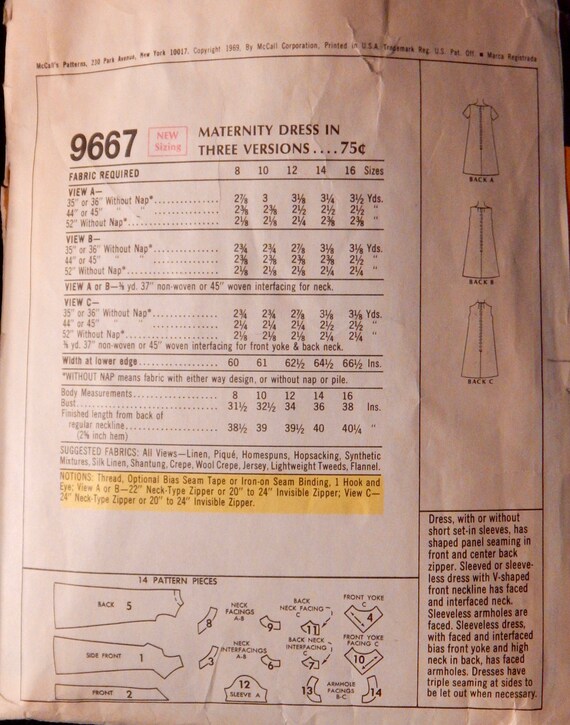 McCall's Patterns, 230 Park Avenue, New York 10017. Copyright 1969, By McCall Corporation, Printed in U.S.A. Trademark Reg. U.S. Pat. Off. • Marca Registrada
9667
NEW
Sizing
MATERNITY DRESS IN
THREE VERSIONS....75¢
FABRIC REQUIRED 8 10 12 14 16 Sizes
VIEW A—
35" or 36" Without Nap*............... 2⅞ 3 3⅛ 3¼ 3½ Yds.
44" or 45" " " ............... 2⅜ 2⅜ 2½ 2½ 2½ "
52" Without Nap*............... 2⅛ 2⅛ 2¼ 2⅜ 2⅜ "
VIEW B—
35" or 36" Without Nap*............... 2¾ 2¾ 2⅞ 3⅛ 3⅛ Yds.
44" or 45" " " ............... 2⅜ 2⅜ 2⅜ 2½ 2½ "
52" Without Nap*............... 2⅛ 2⅛ 2⅛ 2¼ 2¼ "
VIEW A or B—⅜ yd. 37" non-woven or 45" woven interfacing for neck.
VIEW C—
35" or 36" Without Nap*............... 2¾ 2¾ 2¾ 3⅛ 3⅛ Yds.
44" or 45" " " ............... 2¼ 2¼ 2¼ 2½ 2½ "
52" Without Nap*............... 2⅛ 2⅛ 2⅛ 2¼ 2¼ "
⅜ yd. 37" non-woven or 45" woven interfacing for front yoke & back neck.
Width at lower edge.................. 60 61 62½ 64½ 66½ Ins.
*WITHOUT NAP means fabric with either way design, or without nap or pile.
Body Measurements.................. 8 10 12 14 16
Bust.................. 31½ 32½ 34 36 38 Ins.
Finished length from back of
regular neckline.................. 38½ 39 39½ 40 40¼ "
(2⅜ inch hem)
SUGGESTED FABRICS: All Views—Linen, Piqué, Homespuns, Hopsacking, Synthetic
Mixtures, Silk Linen, Shantung, Crepe, Wool Crepe, Jersey, Lightweight Tweeds, Flannel.
NOTIONS: Thread, Optional Bias Seam Tape or Iron-on Seam Binding, 1 Hook and
Eye; View A or B—22" Neck-Type Zipper or 20" to 24" Invisible Zipper; View C—
24" Neck-Type Zipper or 20" to 24" Invisible Zipper.
BACK A
BACK B
BACK C
Dress, with or without
short set-in sleeves, has
shaped panel seaming in
front and center back
zipper. Sleeved or sleeve-
less dress with V-shaped
front neckline has faced
and interfaced neck.
Sleeveless armholes are
faced. Sleeveless dress,
with faced and interfaced
bias front yoke and high
neck in back, has faced
armholes. Dresses have
triple seaming at sides to
be let out when necessary.
14 PATTERN PIECES
BACK 5
8
NECK
FACINGS
A-B
9
BACK
NECK FACING
C
11
FRONT YOKE
C
4
SIDE FRONT 1
3
NECK
INTERFACINGS
A-B
6
BACK NECK
INTERFACING
C
7
FRONT YOKE
FACING C
10
FRONT 2
12
SLEEVE A
13
ARMHOLE
FACINGS
B-C
14